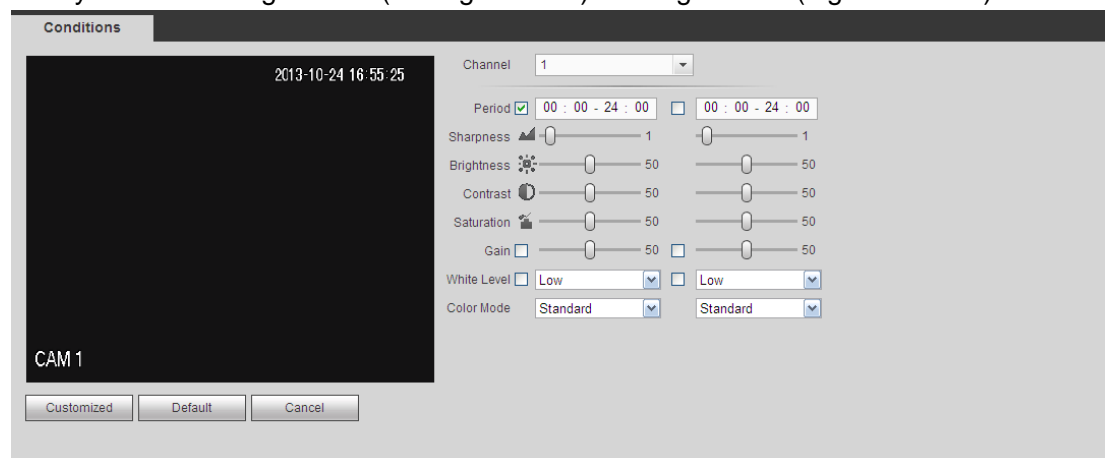 Conditions
2013-10-24 16:55:25
CAM 1
Channel 1
Period 00 : 00 - 24 : 00 00 : 00 - 24 : 00
Sharpness 1 1
Brightness 50 50
Contrast 50 50
Saturation 50 50
Gain 50 50
White Level Low Low
Color Mode Standard Standard
Customized Default Cancel